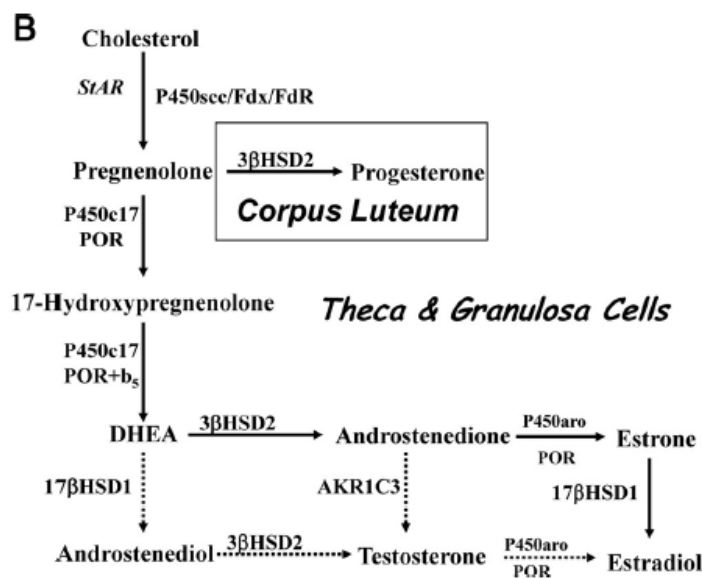 B
Cholesterol
StAR
P450scc/Fdx/FdR
Pregnenolone
3βHSD2
Progesterone
Corpus Luteum
P450c17
POR
17-Hydroxypregnenolone
Theca & Granulosa Cells
P450c17
POR+b₅
DHEA
3βHSD2
Androstenedione
P450aro
POR
Estrone
17βHSD1
AKR1C3
17βHSD1
Androstenediol
3βHSD2
Testosterone
P450aro
POR
Estradiol